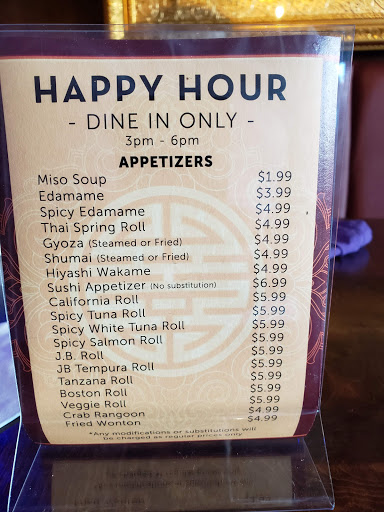 HAPPY HOUR
- DINE IN ONLY -
3pm - 6pm
APPETIZERS
Miso Soup $1.99
Edamame $3.99
Spicy Edamame $4.99
Thai Spring Roll $4.99
Gyoza (Steamed or Fried) $4.99
Shumai (Steamed or Fried) $4.99
Hiyashi Wakame $4.99
Sushi Appetizer (No substitution) $6.99
California Roll $5.99
Spicy Tuna Roll $5.99
Spicy White Tuna Roll $5.99
Spicy Salmon Roll $5.99
J.B. Roll $5.99
JB Tempura Roll $5.99
Tanzana Roll $5.99
Boston Roll $5.99
Veggie Roll $5.99
Crab Rangoon $4.99
Fried Wonton $4.99
*Any modifications or substitutions will
be charged as regular prices only